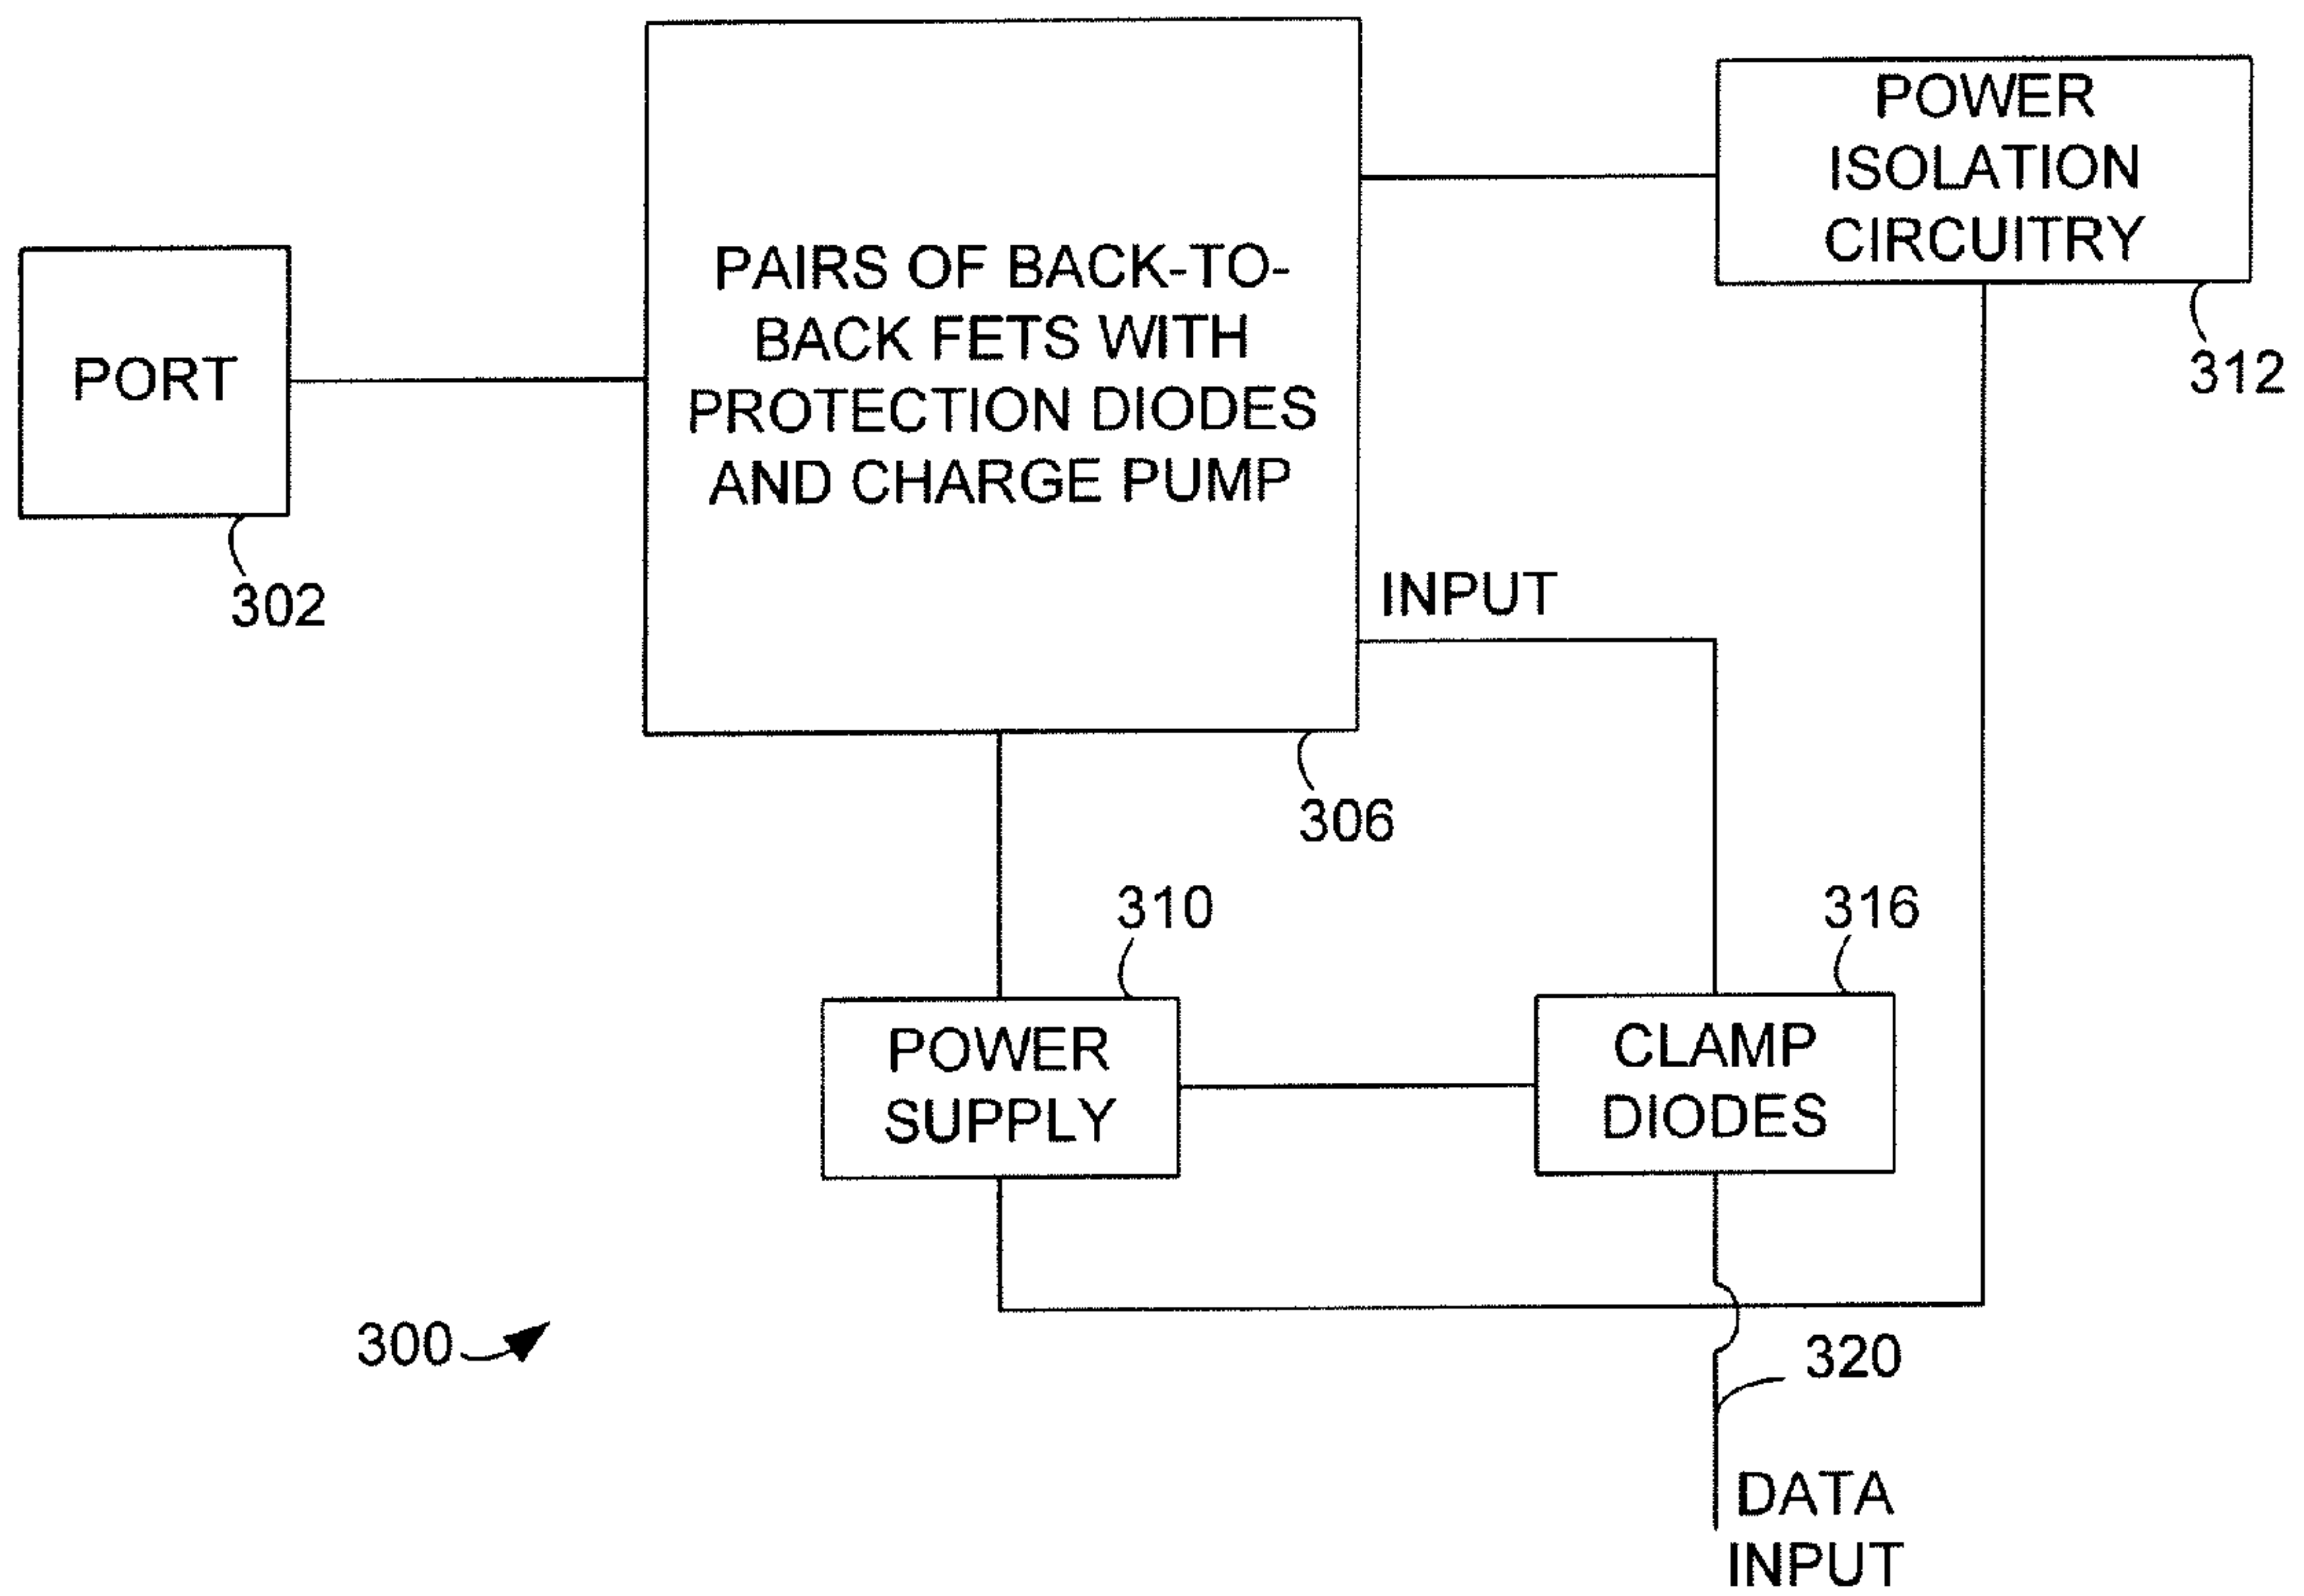 POWER
ISOLATION
CIRCUITRY
312
PORT
302
PAIRS OF BACK-TO-
BACK FETS WITH
PROTECTION DIODES
AND CHARGE PUMP
INPUT
306
310
POWER
SUPPLY
316
CLAMP
DIODES
300
320
DATA
INPUT